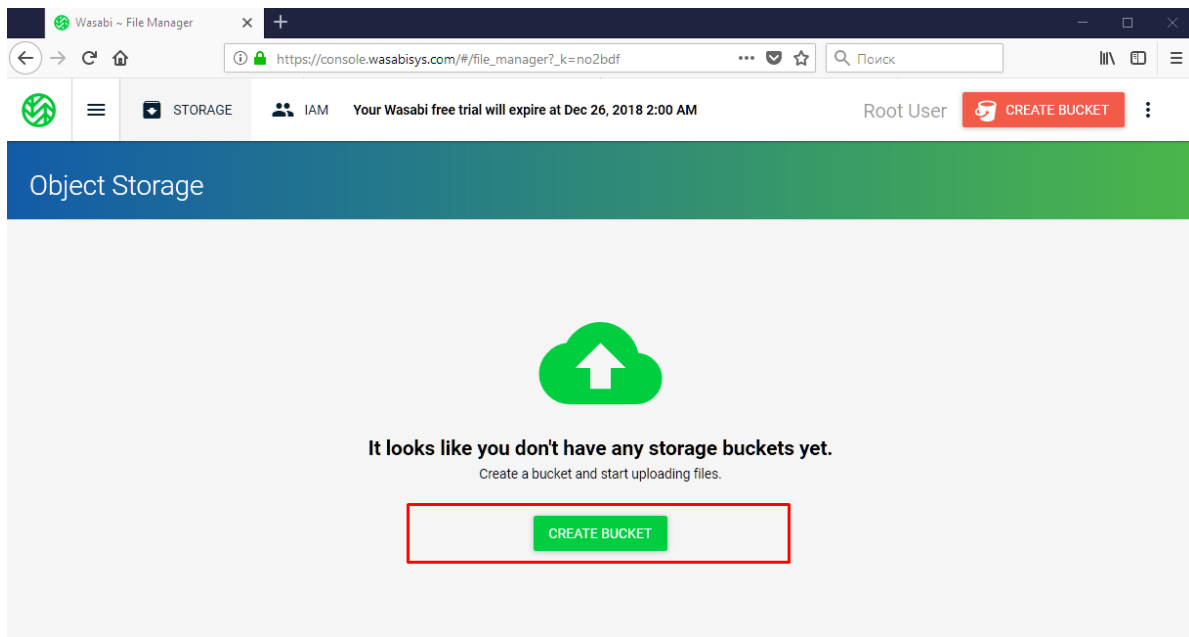 Wasabi ~ File Manager
https://console.wasabisys.com/#/file_manager?_k=no2bdf
Поиск
STORAGE
IAM
Your Wasabi free trial will expire at Dec 26, 2018 2:00 AM
Root User
CREATE BUCKET
Object Storage
It looks like you don't have any storage buckets yet.
Create a bucket and start uploading files.
CREATE BUCKET